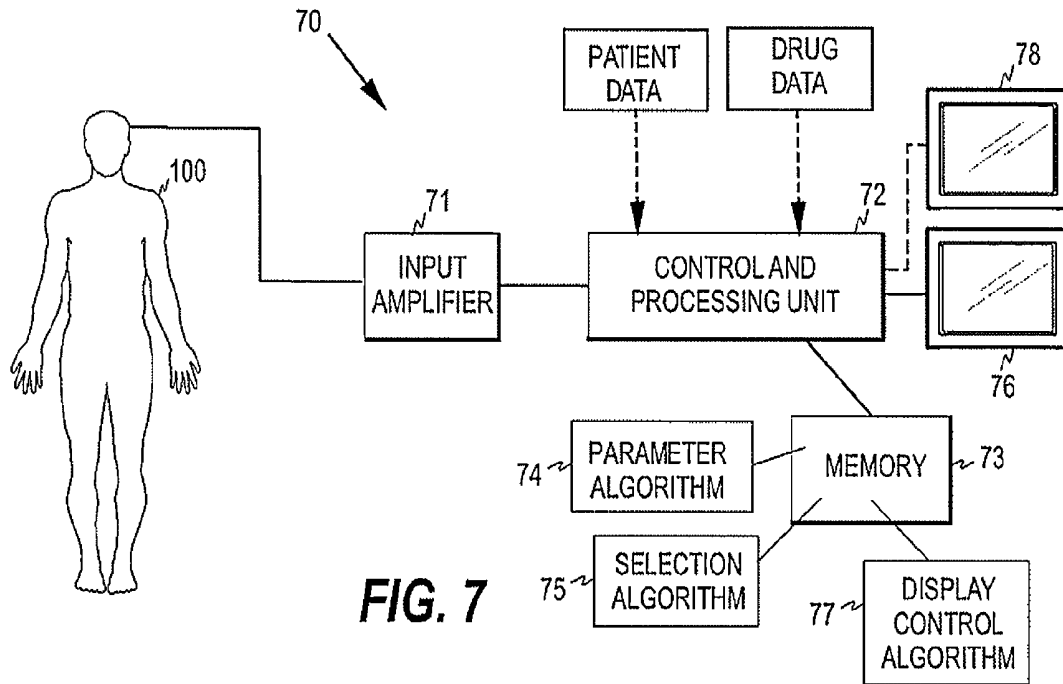 70
PATIENT
DATA
DRUG
DATA
78
100
71
INPUT
AMPLIFIER
72
CONTROL AND
PROCESSING UNIT
76
74
PARAMETER
ALGORITHM
MEMORY
73
75
SELECTION
ALGORITHM
77
DISPLAY
CONTROL
ALGORITHM
FIG. 7